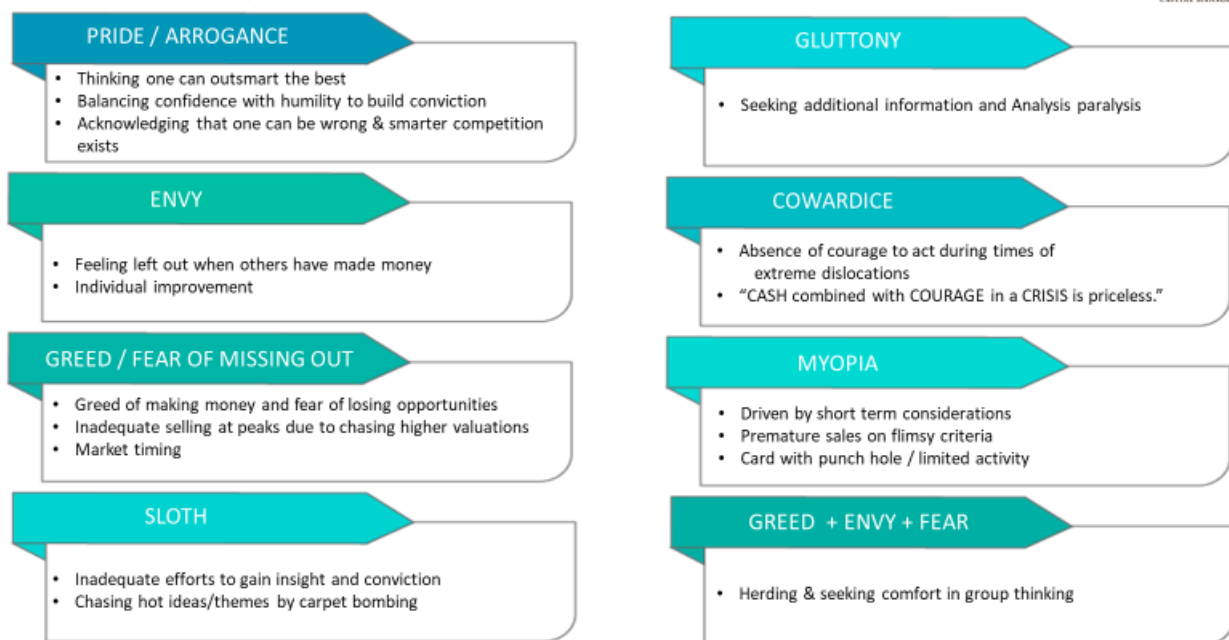 PRIDE / ARROGANCE
• Thinking one can outsmart the best
• Balancing confidence with humility to build conviction
• Acknowledging that one can be wrong & smarter competition
exists
ENVY
• Feeling left out when others have made money
• Individual improvement
GREED / FEAR OF MISSING OUT
• Greed of making money and fear of losing opportunities
• Inadequate selling at peaks due to chasing higher valuations
• Market timing
SLOTH
• Inadequate efforts to gain insight and conviction
• Chasing hot ideas/themes by carpet bombing
GLUTTONY
• Seeking additional information and Analysis paralysis
COWARDICE
• Absence of courage to act during times of
extreme dislocations
• “CASH combined with COURAGE in a CRISIS is priceless.”
MYOPIA
• Driven by short term considerations
• Premature sales on flimsy criteria
• Card with punch hole / limited activity
GREED + ENVY + FEAR
• Herding & seeking comfort in group thinking